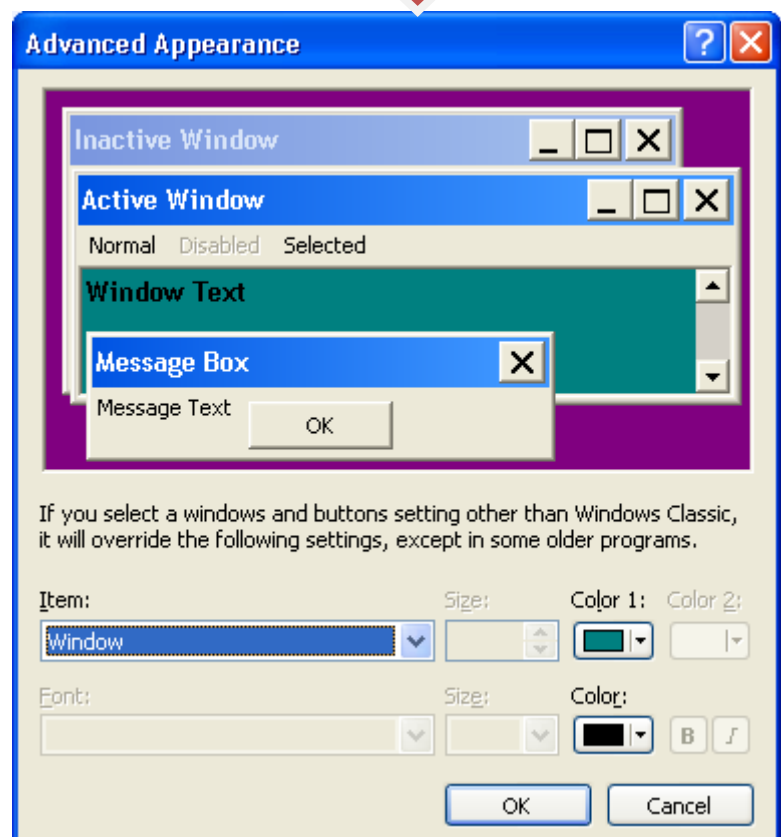 Advanced Appearance
Inactive Window
Active Window
Normal Disabled Selected
Window Text
Message Box
Message Text
OK
If you select a windows and buttons setting other than Windows Classic,
it will override the following settings, except in some older programs.
Item: Size: Color 1: Color 2:
Window
Font: Size: Color:
B I
OK Cancel